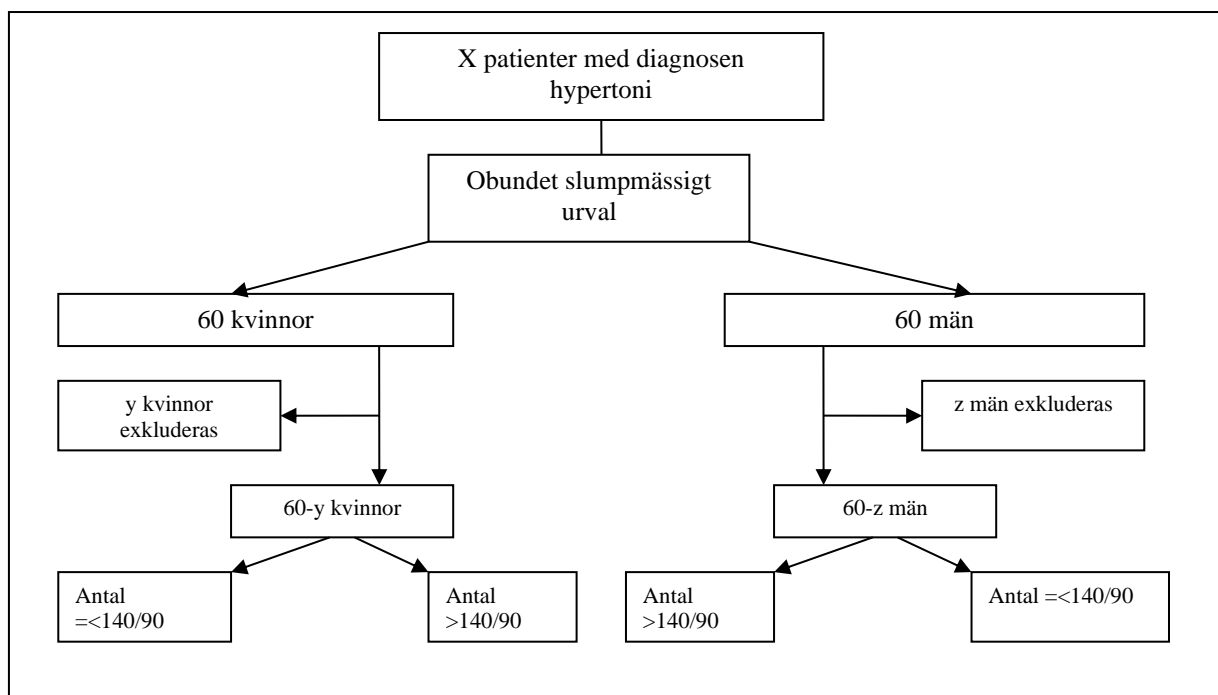 X patienter med diagnosen
hypertoni
Obundet slumpmässigt
urval
60 kvinnor
60 män
y kvinnor
exkluderas
z män exkluderas
60-y kvinnor
60-z män
Antal
=<140/90
Antal
>140/90
Antal
>140/90
Antal =<140/90